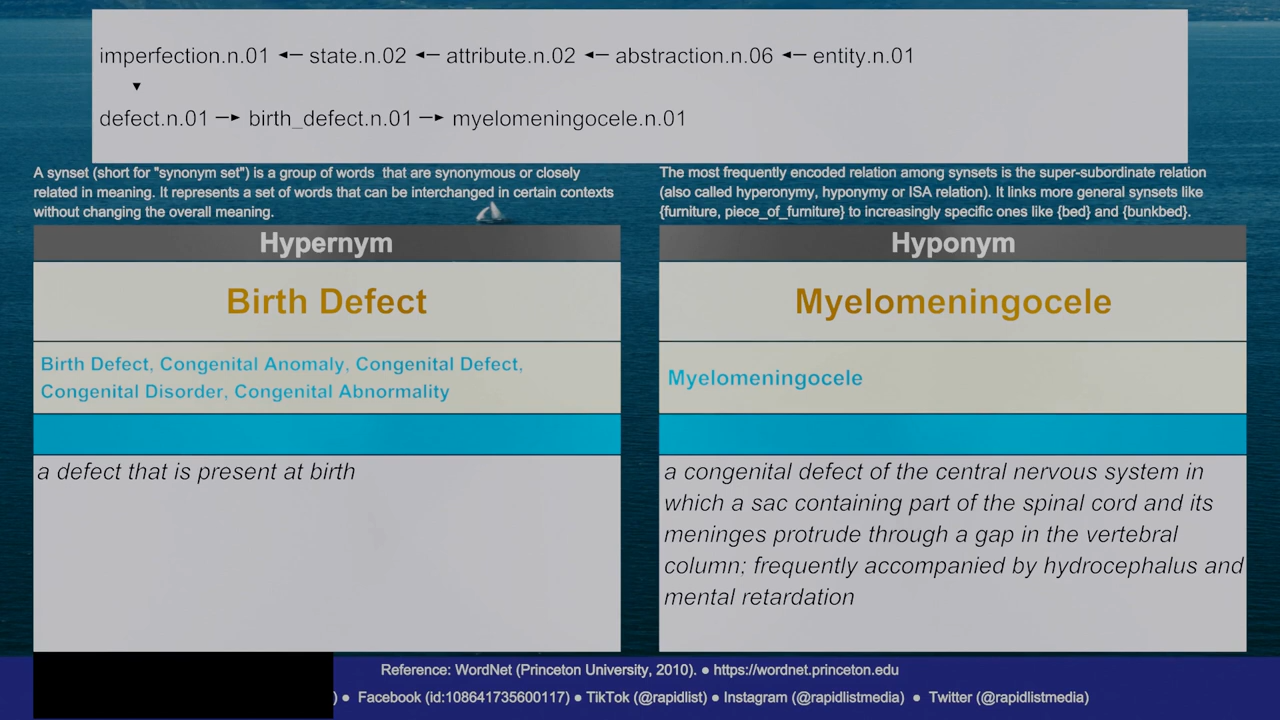 imperfection.n.01 ◄─ state.n.02 ◄─ attribute.n.02 ◄─ abstraction.n.06 ◄─ entity.n.01
▼
defect.n.01 ─► birth_defect.n.01 ─► myelomeningocele.n.01
A synset (short for "synonym set") is a group of words that are synonymous or closely
related in meaning. It represents a set of words that can be interchanged in certain contexts
without changing the overall meaning.
The most frequently encoded relation among synsets is the super-subordinate relation
(also called hyperonymy, hyponymy or ISA relation). It links more general synsets like
{furniture, piece_of_furniture} to increasingly specific ones like {bed} and {bunkbed}.
Hypernym
Birth Defect
Birth Defect, Congenital Anomaly, Congenital Defect,
Congenital Disorder, Congenital Abnormality
a defect that is present at birth
Hyponym
Myelomeningocele
Myelomeningocele
a congenital defect of the central nervous system in
which a sac containing part of the spinal cord and its
meninges protrude through a gap in the vertebral
column; frequently accompanied by hydrocephalus and
mental retardation
Reference: WordNet (Princeton University, 2010). ● https://wordnet.princeton.edu
) ● Facebook (id:108641735600117) ● TikTok (@rapidlist) ● Instagram (@rapidlistmedia) ● Twitter (@rapidlistmedia)